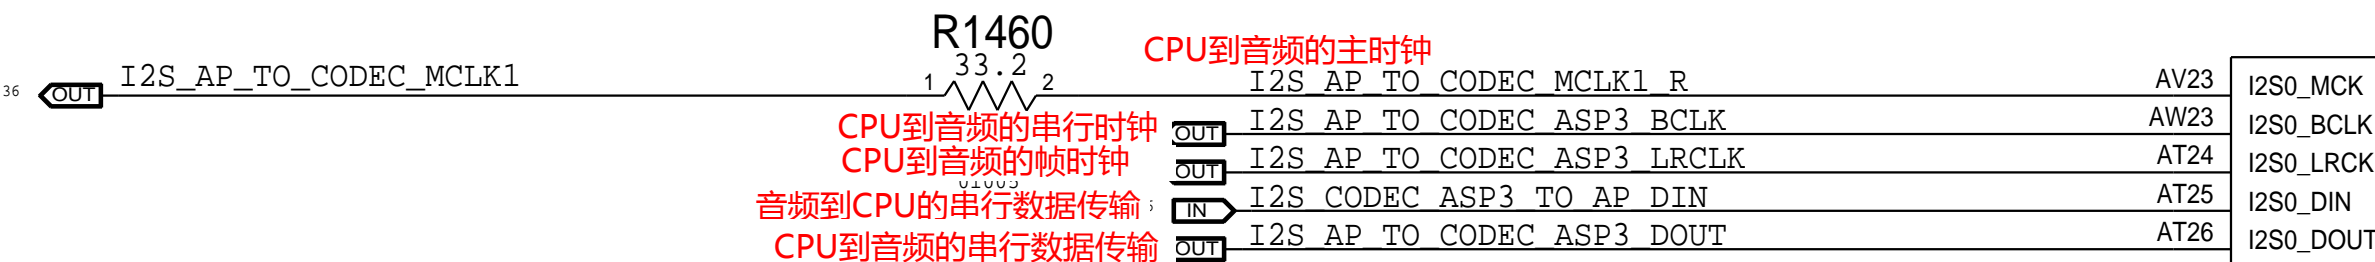 R1460
33.2
CPU到音频的主时钟
36 OUT I2S_AP_TO_CODEC_MCLK1 1 2 I2S_AP_TO_CODEC_MCLK1_R AV23 I2S0_MCK
CPU到音频的串行时钟 OUT I2S_AP_TO_CODEC_ASP3_BCLK AW23 I2S0_BCLK
CPU到音频的帧时钟 OUT I2S_AP_TO_CODEC_ASP3_LRCLK AT24 I2S0_LRCK
01005
音频到CPU的串行数据传输 IN I2S_CODEC_ASP3_TO_AP_DIN AT25 I2S0_DIN
CPU到音频的串行数据传输 OUT I2S_AP_TO_CODEC_ASP3_DOUT AT26 I2S0_DOUT